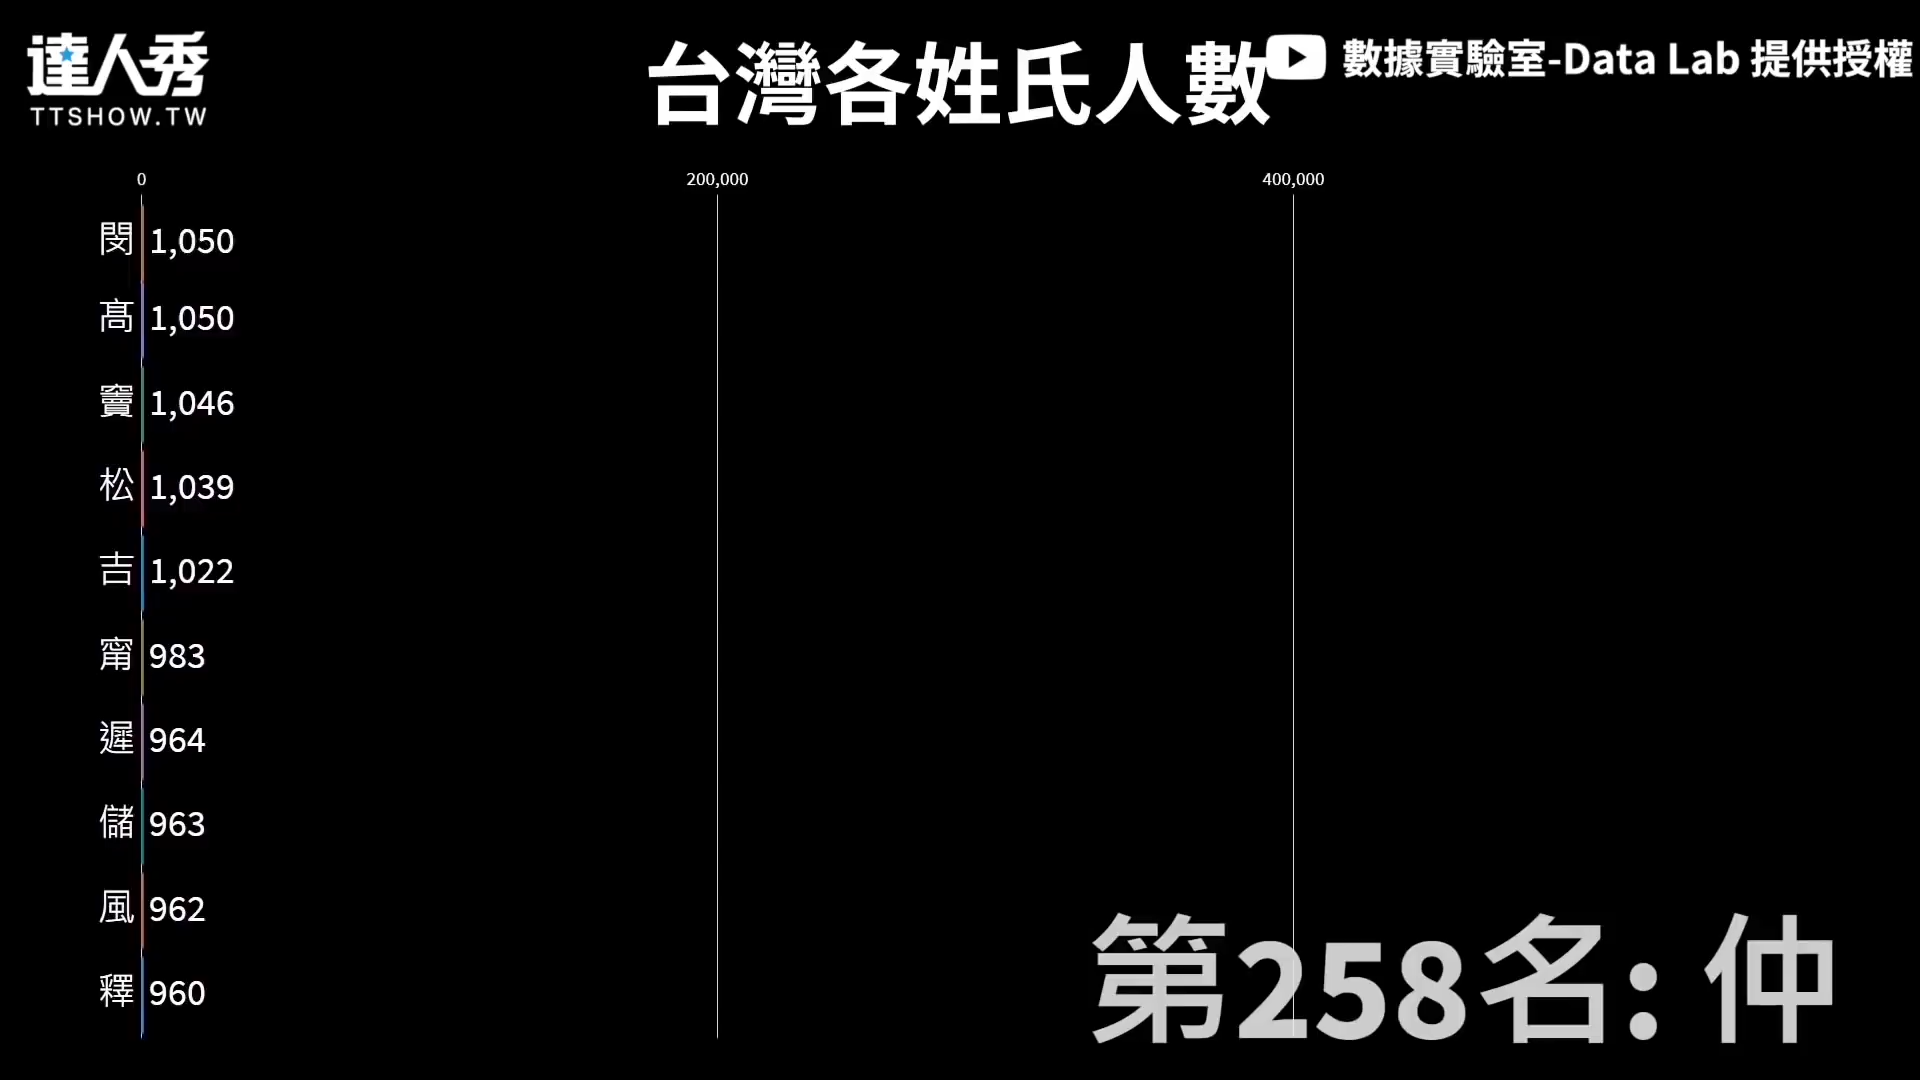 達人秀
TTSHOW.TW
台灣各姓氏人數
數據實驗室-Data Lab 提供授權
0 200,000 400,000
閔 1,050
髙 1,050
竇 1,046
松 1,039
吉 1,022
甯 983
遲 964
儲 963
風 962
釋 960
第258名: 仲